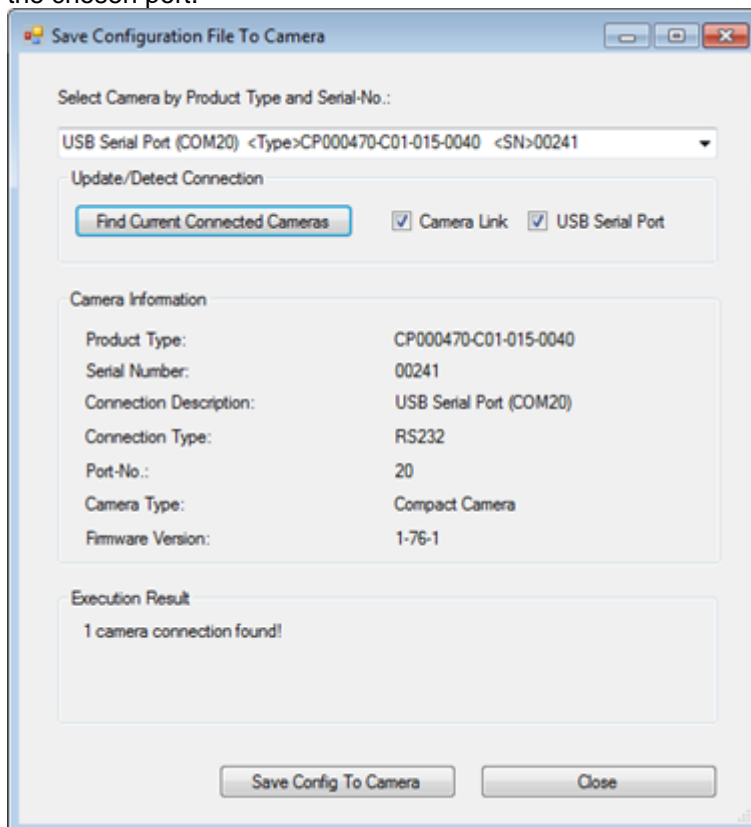 the chosen port.
Save Configuration File To Camera
Select Camera by Product Type and Serial-No.:
USB Serial Port (COM20) <Type>CP000470-C01-015-0040 <SN>00241
Update/Detect Connection
Find Current Connected Cameras Camera Link USB Serial Port
Camera Information
Product Type: CP000470-C01-015-0040
Serial Number: 00241
Connection Description: USB Serial Port (COM20)
Connection Type: RS232
Port-No.: 20
Camera Type: Compact Camera
Firmware Version: 1-76-1
Execution Result
1 camera connection found!
Save Config To Camera Close